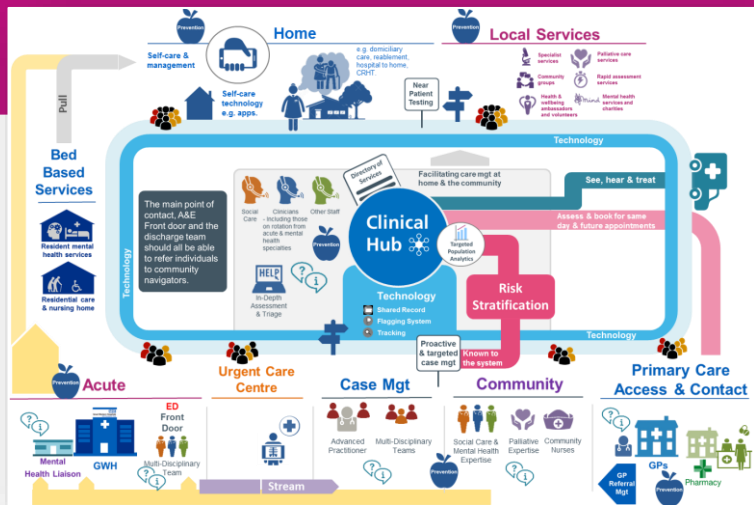 Prevention
Home
Prevention
Local Services
Self-care &
management
Self-care
technology
e.g. apps.
e.g. domiciliary
care, reablement,
hospital to home,
CRHT.
Near
Patient
Testing
Specialist
services
Palliative care
services
Community
groups
Rapid assessment
services
Health &
wellbeing
ambassadors
and volunteers
mind
Mental health
services and
charities
Pull
Bed
Based
Services
Resident mental
health services
Residential care
& nursing home
Technology
Technology
The main point of
contact, A&E
Front door and the
discharge team
should all be able
to refer individuals
to community
navigators.
Social
Care
Clinicians
- Including those
on rotation from
acute & mental
health
specialties
Other Staff
Prevention
HELP
In-Depth
Assessment
& Triage
Directory of
Services
Facilitating care mgt at
home & the community
Clinical
Hub
Targeted
Population
Analytics
See, hear & treat
Assess & book for same
day & future appointments
Risk
Stratification
Technology
Shared Record
Flagging System
Tracking
Technology
Proactive
& targeted
case mgt
Known to
the system
Prevention
Acute
Mental
Health Liaison
GWH
ED
Front
Door
Multi-Disciplinary
Team
Urgent Care
Centre
Stream
Case Mgt
Advanced
Practitioner
Multi-Disciplinary
Teams
Prevention
Community
Social Care &
Mental Health
Expertise
Palliative
Expertise
Community
Nurses
Primary Care
Access & Contact
GPs
Pharmacy
GP
Referral
Mgt
Prevention